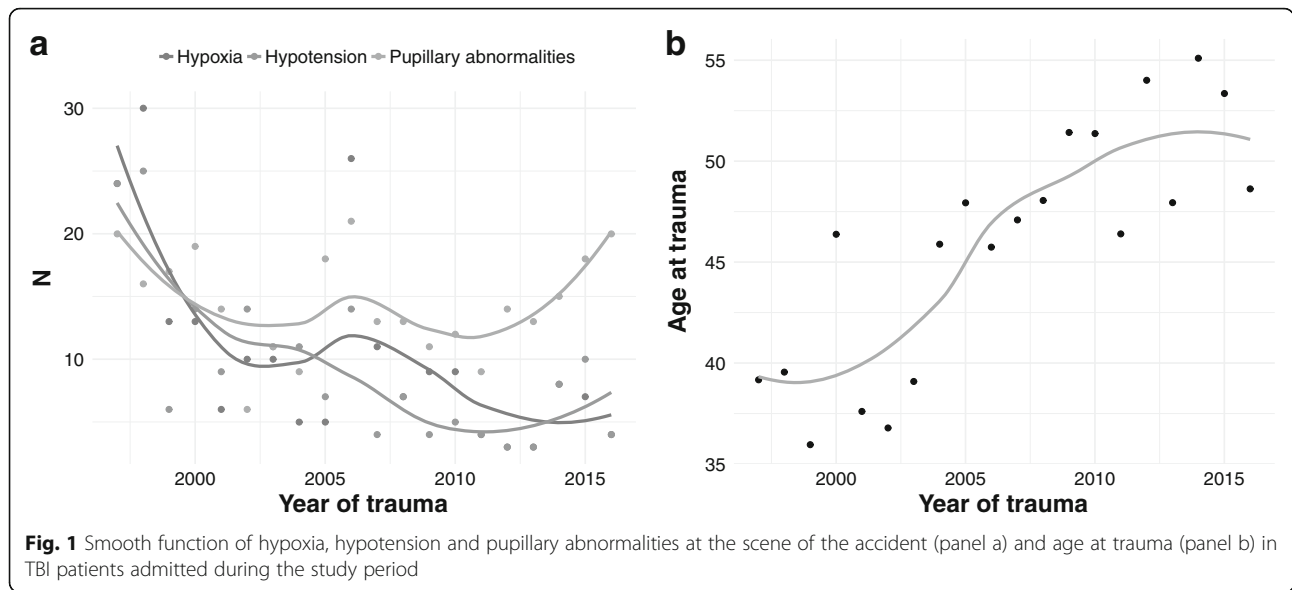 a
Hypoxia Hypotension Pupillary abnormalities
30
20
10
N
2000 2005 2010 2015
Year of trauma
b
55
50
45
40
35
Age at trauma
2000 2005 2010 2015
Year of trauma
Fig. 1 Smooth function of hypoxia, hypotension and pupillary abnormalities at the scene of the accident (panel a) and age at trauma (panel b) in
TBI patients admitted during the study period